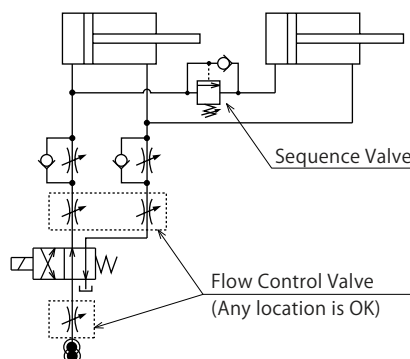 Sequence Valve
Flow Control Valve
(Any location is OK)